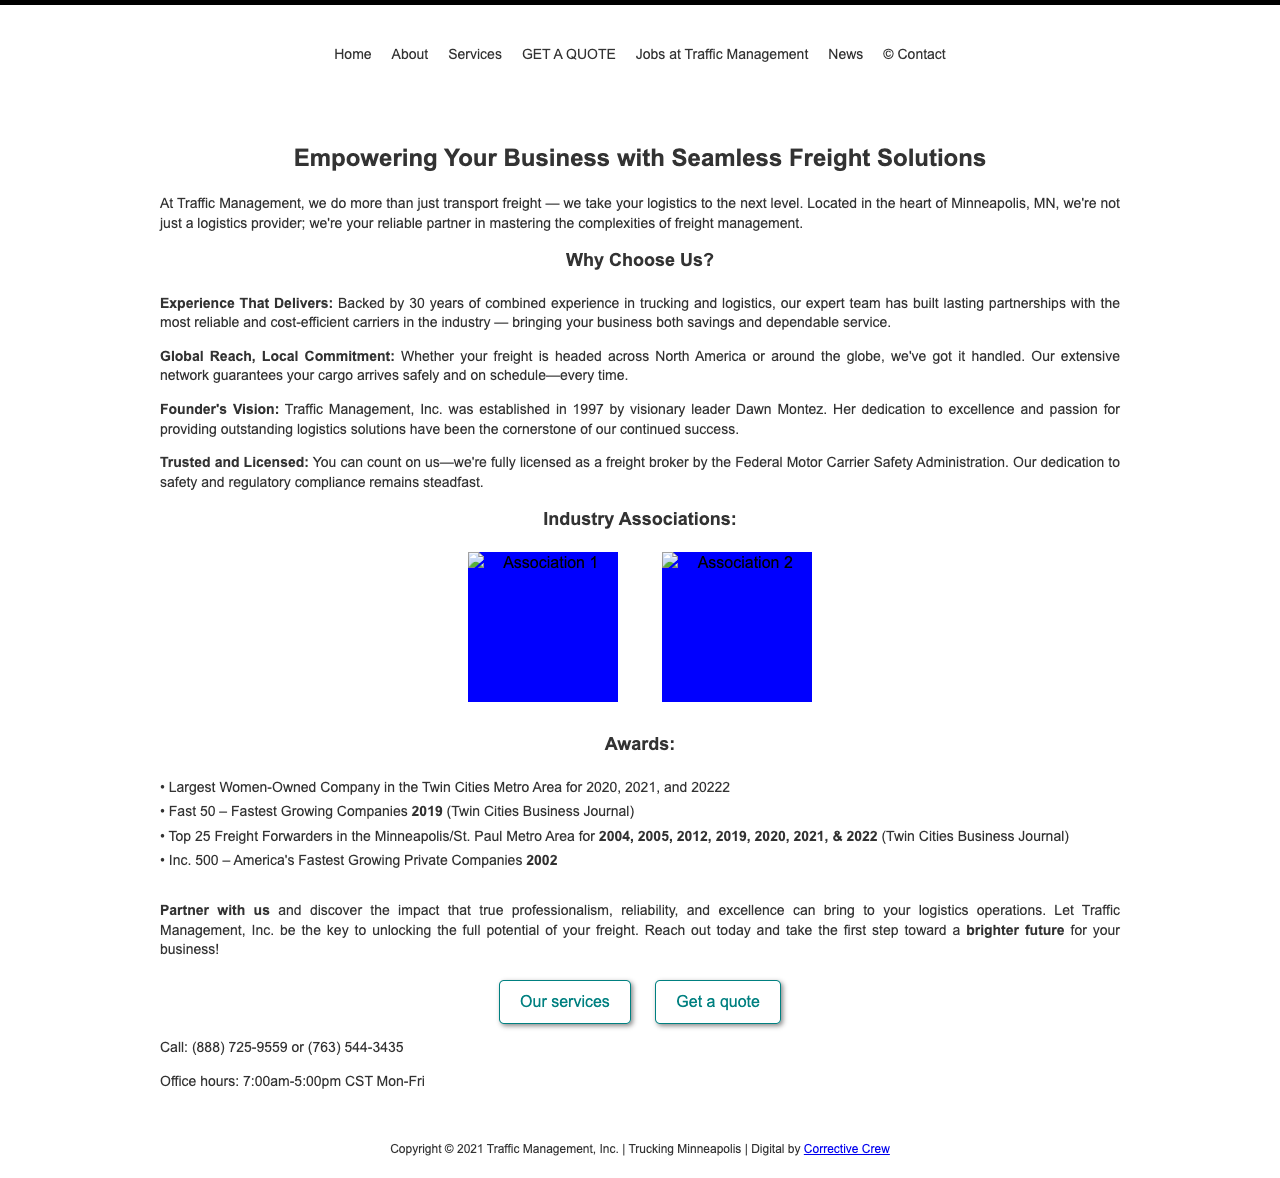 Home About Services GET A QUOTE Jobs at Traffic Management News © Contact
Empowering Your Business with Seamless Freight Solutions
At Traffic Management, we do more than just transport freight — we take your logistics to the next level. Located in the heart of Minneapolis, MN, we're not
just a logistics provider; we're your reliable partner in mastering the complexities of freight management.
Why Choose Us?
Experience That Delivers: Backed by 30 years of combined experience in trucking and logistics, our expert team has built lasting partnerships with the
most reliable and cost-efficient carriers in the industry — bringing your business both savings and dependable service.
Global Reach, Local Commitment: Whether your freight is headed across North America or around the globe, we've got it handled. Our extensive
network guarantees your cargo arrives safely and on schedule—every time.
Founder's Vision: Traffic Management, Inc. was established in 1997 by visionary leader Dawn Montez. Her dedication to excellence and passion for
providing outstanding logistics solutions have been the cornerstone of our continued success.
Trusted and Licensed: You can count on us—we're fully licensed as a freight broker by the Federal Motor Carrier Safety Administration. Our dedication to
safety and regulatory compliance remains steadfast.
Industry Associations:
Association 1 Association 2
Awards:
• Largest Women-Owned Company in the Twin Cities Metro Area for 2020, 2021, and 20222
• Fast 50 – Fastest Growing Companies 2019 (Twin Cities Business Journal)
• Top 25 Freight Forwarders in the Minneapolis/St. Paul Metro Area for 2004, 2005, 2012, 2019, 2020, 2021, & 2022 (Twin Cities Business Journal)
• Inc. 500 – America's Fastest Growing Private Companies 2002
Partner with us and discover the impact that true professionalism, reliability, and excellence can bring to your logistics operations. Let Traffic
Management, Inc. be the key to unlocking the full potential of your freight. Reach out today and take the first step toward a brighter future for your
business!
Our services Get a quote
Call: (888) 725-9559 or (763) 544-3435
Office hours: 7:00am-5:00pm CST Mon-Fri
Copyright © 2021 Traffic Management, Inc. | Trucking Minneapolis | Digital by Corrective Crew